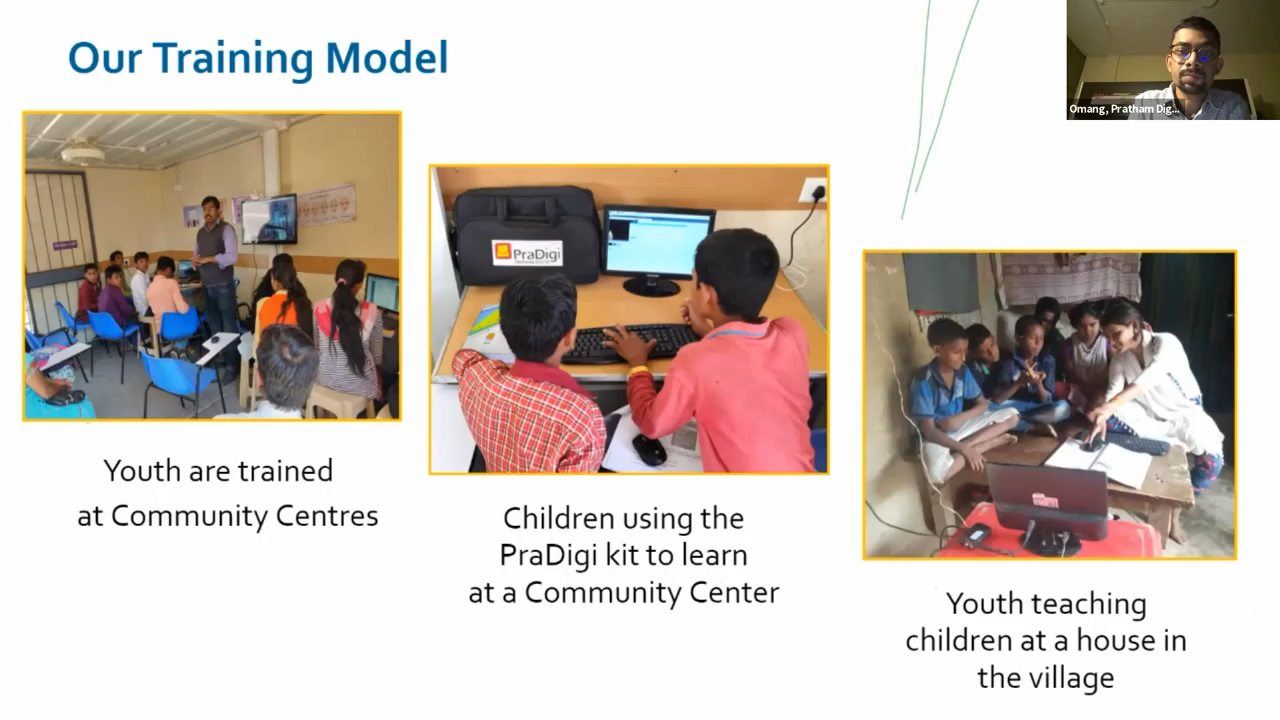 Our Training Model
Omang, Pratham Dig...
PraDigi
Youth are trained
at Community Centres
Children using the
PraDigi kit to learn
at a Community Center
Youth teaching
children at a house in
the village